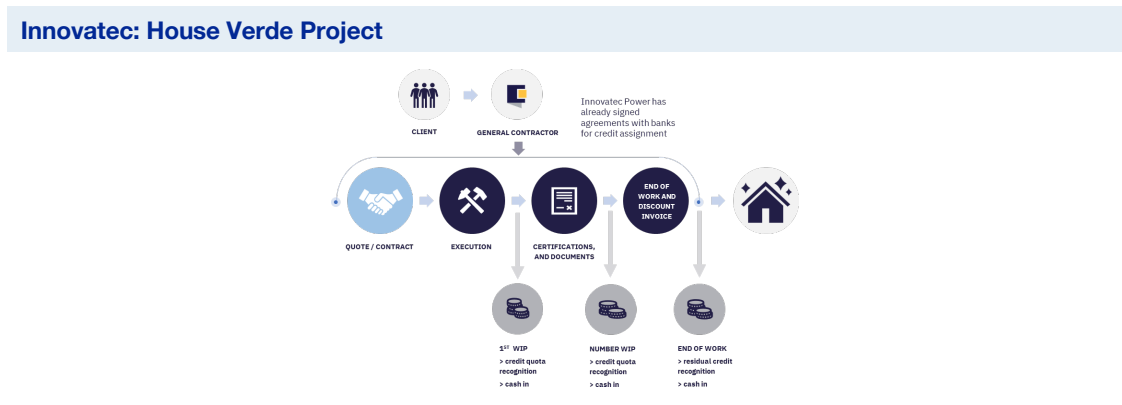 Innovatec: House Verde Project
Innovatec Power has
already signed
agreements with banks
for credit assignment
CLIENT
GENERAL CONTRACTOR
END OF
WORK AND
DISCOUNT
INVOICE
QUOTE / CONTRACT
EXECUTION
CERTIFICATIONS,
AND DOCUMENTS
1ST WIP
> credit quota
recognition
> cash in
NUMBER WIP
> credit quota
recognition
> cash in
END OF WORK
> residual credit
recognition
> cash in